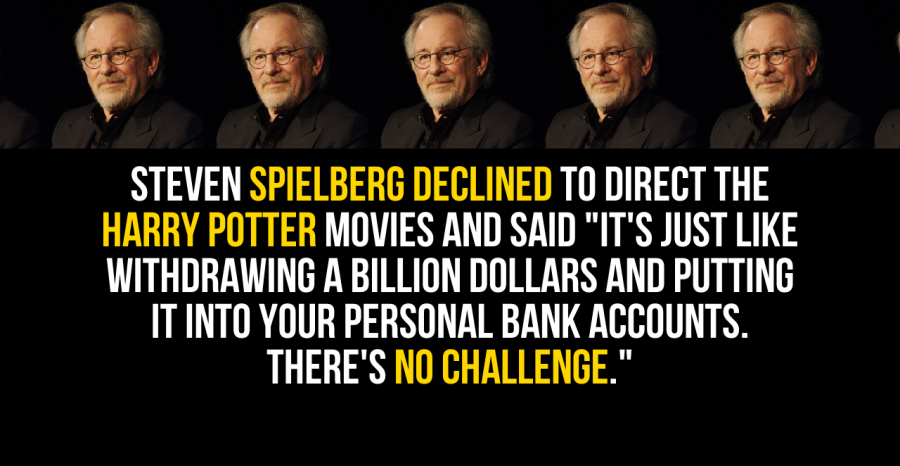 STEVEN SPIELBERG DECLINED TO DIRECT THE
HARRY POTTER MOVIES AND SAID "IT'S JUST LIKE
WITHDRAWING A BILLION DOLLARS AND PUTTING
IT INTO YOUR PERSONAL BANK ACCOUNTS.
THERE'S NO CHALLENGE."